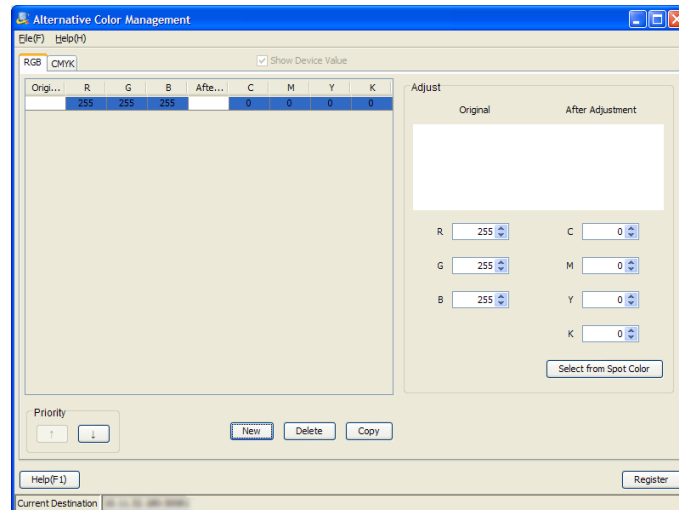 Alternative Color Management
File(F) Help(H)
RGB CMYK Show Device Value
Origi... R G B Afte... C M Y K
255 255 255 0 0 0 0
Adjust
Original After Adjustment
R 255 C 0
G 255 M 0
B 255 Y 0
K 0
Select from Spot Color
Priority
↑ ↓ New Delete Copy
Help(F1) Register
Current Destination